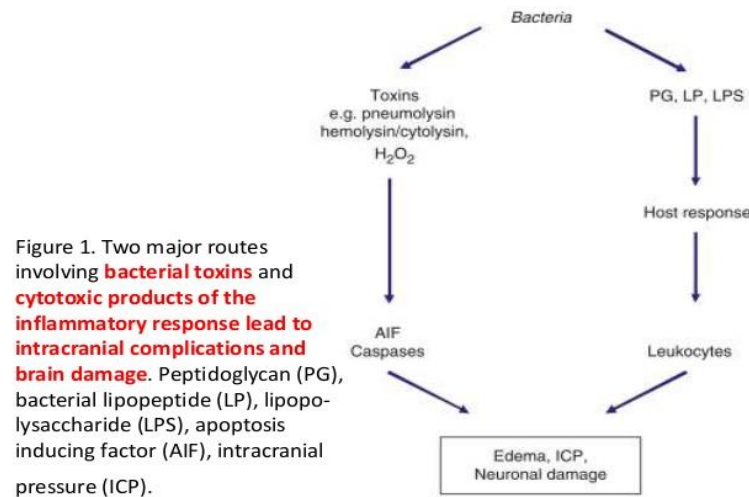 Bacteria
Toxins
e.g. pneumolysin
hemolysin/cytolysin,
H₂O₂
PG, LP, LPS
Host response
AIF
Caspases
Leukocytes
Edema, ICP,
Neuronal damage
Figure 1. Two major routes
involving bacterial toxins and
cytotoxic products of the
inflammatory response lead to
intracranial complications and
brain damage. Peptidoglycan (PG),
bacterial lipopeptide (LP), lipopo-
lysaccharide (LPS), apoptosis
inducing factor (AIF), intracranial
pressure (ICP).